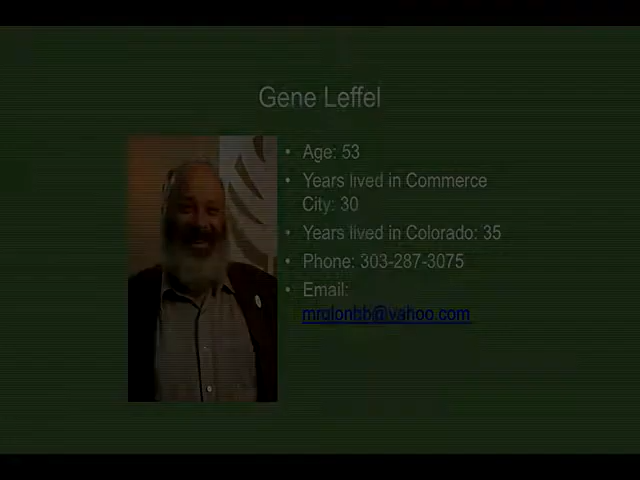 Gene Leffel
• Age: 53
• Years lived in Commerce
City: 30
• Years lived in Colorado: 35
• Phone: 303-287-3075
• Email: